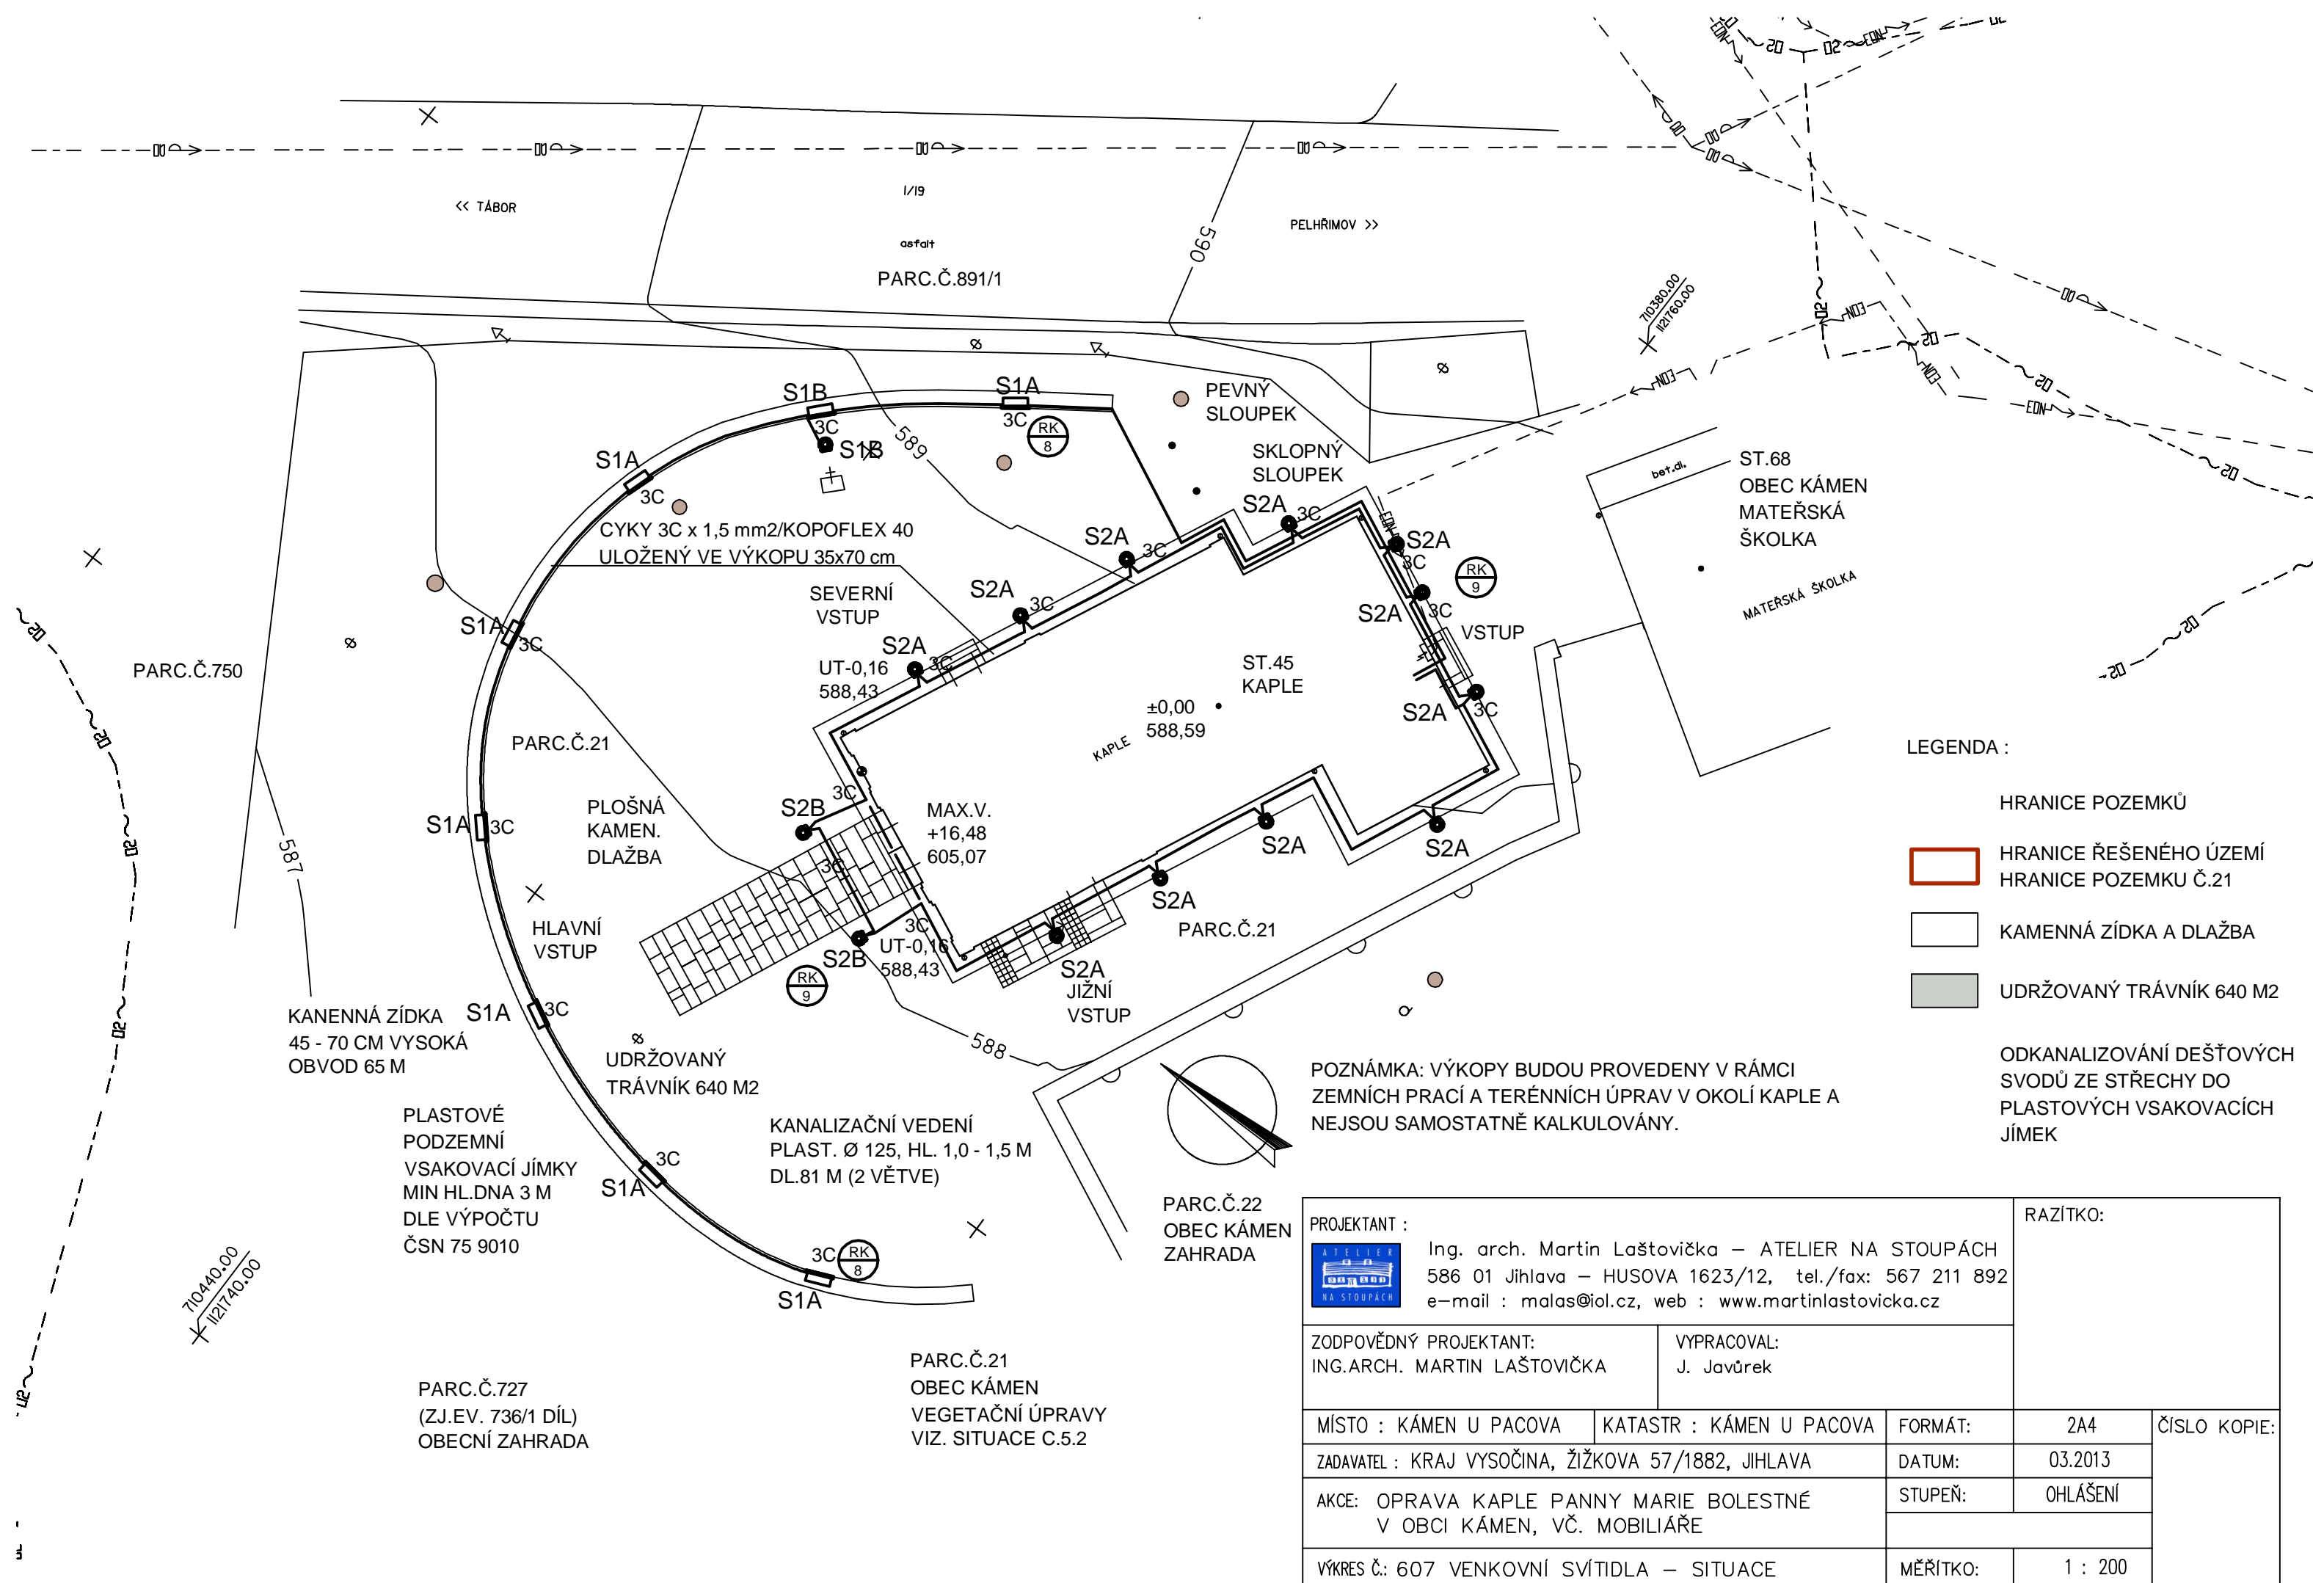 << TÁBOR
1/19
asfalt
PARC.Č.891/1
PELHŘIMOV >>
590
710380.00
1121760.00
S1B
S1A
3C
3C
RK
8
S1B
589
PEVNÝ
SLOUPEK
SKLOPNÝ
SLOUPEK
S1A
3C
CYKY 3C x 1,5 mm2/KOPOFLEX 40
ULOŽENÝ VE VÝKOPU 35x70 cm
S2A
3C
S2A
3C
S2A
3C
RK
9
bet.dl.
ST.68
OBEC KÁMEN
MATEŘSKÁ
ŠKOLKA
MATEŘSKÁ ŠKOLKA
SEVERNÍ
VSTUP
S2A
3C
S2A
3C
S2A
3C
VSTUP
S1A
3C
PARC.Č.750
UT-0,16
588,43
ST.45
KAPLE
±0,00
588,59
KAPLE
S2A
3C
PARC.Č.21
PLOŠNÁ
KAMEN.
DLAŽBA
S2B
3C
3C
MAX.V.
+16,48
605,07
S1A
3C
587
S2A
S2A
S2A
PARC.Č.21
HLAVNÍ
VSTUP
S2B
3C
UT-0,16
588,43
RK
9
S2A
JIŽNÍ
VSTUP
588
KANENNÁ ZÍDKA
45 - 70 CM VYSOKÁ
OBVOD 65 M
S1A
3C
UDRŽOVANÝ
TRÁVNÍK 640 M2
PLASTOVÉ
PODZEMNÍ
VSAKOVACÍ JÍMKY
MIN HL.DNA 3 M
DLE VÝPOČTU
ČSN 75 9010
KANALIZAČNÍ VEDENÍ
PLAST. Ø 125, HL. 1,0 - 1,5 M
DL.81 M (2 VĚTVE)
3C
S1A
3C
RK
8
S1A
710440.00
1121740.00
PARC.Č.22
OBEC KÁMEN
ZAHRADA
PARC.Č.727
(ZJ.EV. 736/1 DÍL)
OBECNÍ ZAHRADA
PARC.Č.21
OBEC KÁMEN
VEGETAČNÍ ÚPRAVY
VIZ. SITUACE C.5.2
POZNÁMKA: VÝKOPY BUDOU PROVEDENY V RÁMCI
ZEMNÍCH PRACÍ A TERÉNNÍCH ÚPRAV V OKOLÍ KAPLE A
NEJSOU SAMOSTATNĚ KALKULOVÁNY.
LEGENDA :
HRANICE POZEMKŮ
HRANICE ŘEŠENÉHO ÚZEMÍ
HRANICE POZEMKU Č.21
KAMENNÁ ZÍDKA A DLAŽBA
UDRŽOVANÝ TRÁVNÍK 640 M2
ODKANALIZOVÁNÍ DEŠŤOVÝCH
SVODŮ ZE STŘECHY DO
PLASTOVÝCH VSAKOVACÍCH
JÍMEK
PROJEKTANT :
ATELIER
NA STOUPÁCH
Ing. arch. Martin Laštovička – ATELIER NA STOUPÁCH
586 01 Jihlava – HUSOVA 1623/12, tel./fax: 567 211 892
e-mail : malas@iol.cz, web : www.martinlastovicka.cz
RAZÍTKO:
ZODPOVĚDNÝ PROJEKTANT:
ING.ARCH. MARTIN LAŠTOVIČKA
VYPRACOVAL:
J. Javůrek
MÍSTO : KÁMEN U PACOVA
KATASTR : KÁMEN U PACOVA
FORMÁT:
2A4
ČÍSLO KOPIE:
ZADAVATEL : KRAJ VYSOČINA, ŽIŽKOVA 57/1882, JIHLAVA
DATUM:
03.2013
AKCE: OPRAVA KAPLE PANNY MARIE BOLESTNÉ
V OBCI KÁMEN, VČ. MOBILIÁŘE
STUPEŇ:
OHLÁŠENÍ
VÝKRES Č.: 607 VENKOVNÍ SVÍTIDLA – SITUACE
MĚŘÍTKO:
1 : 200